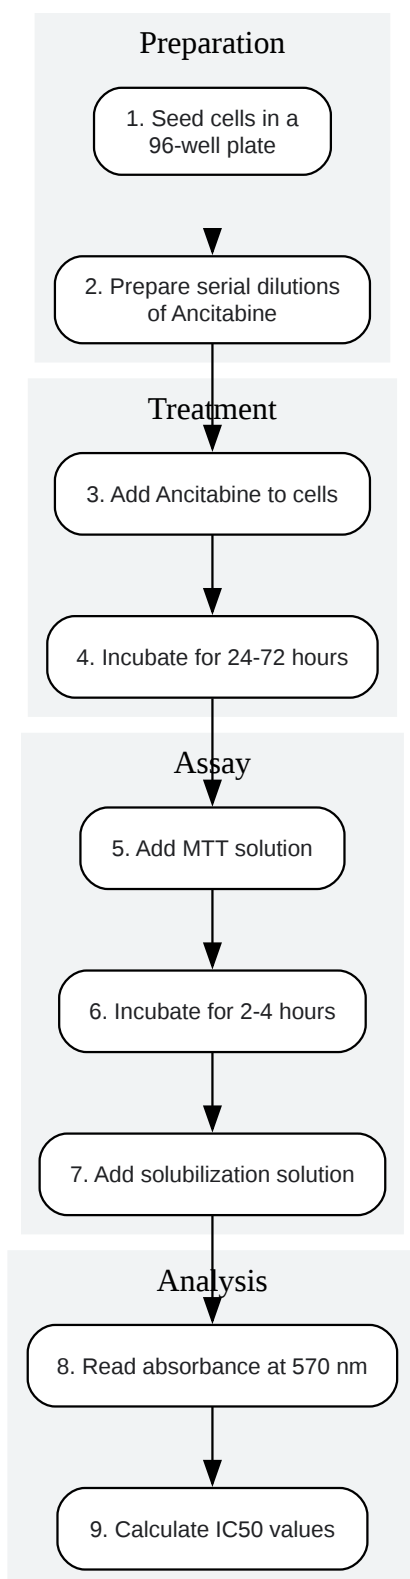 Preparation
1. Seed cells in a
96-well plate
2. Prepare serial dilutions
of Ancitabine
Treatment
3. Add Ancitabine to cells
4. Incubate for 24-72 hours
Assay
5. Add MTT solution
6. Incubate for 2-4 hours
7. Add solubilization solution
Analysis
8. Read absorbance at 570 nm
9. Calculate IC50 values